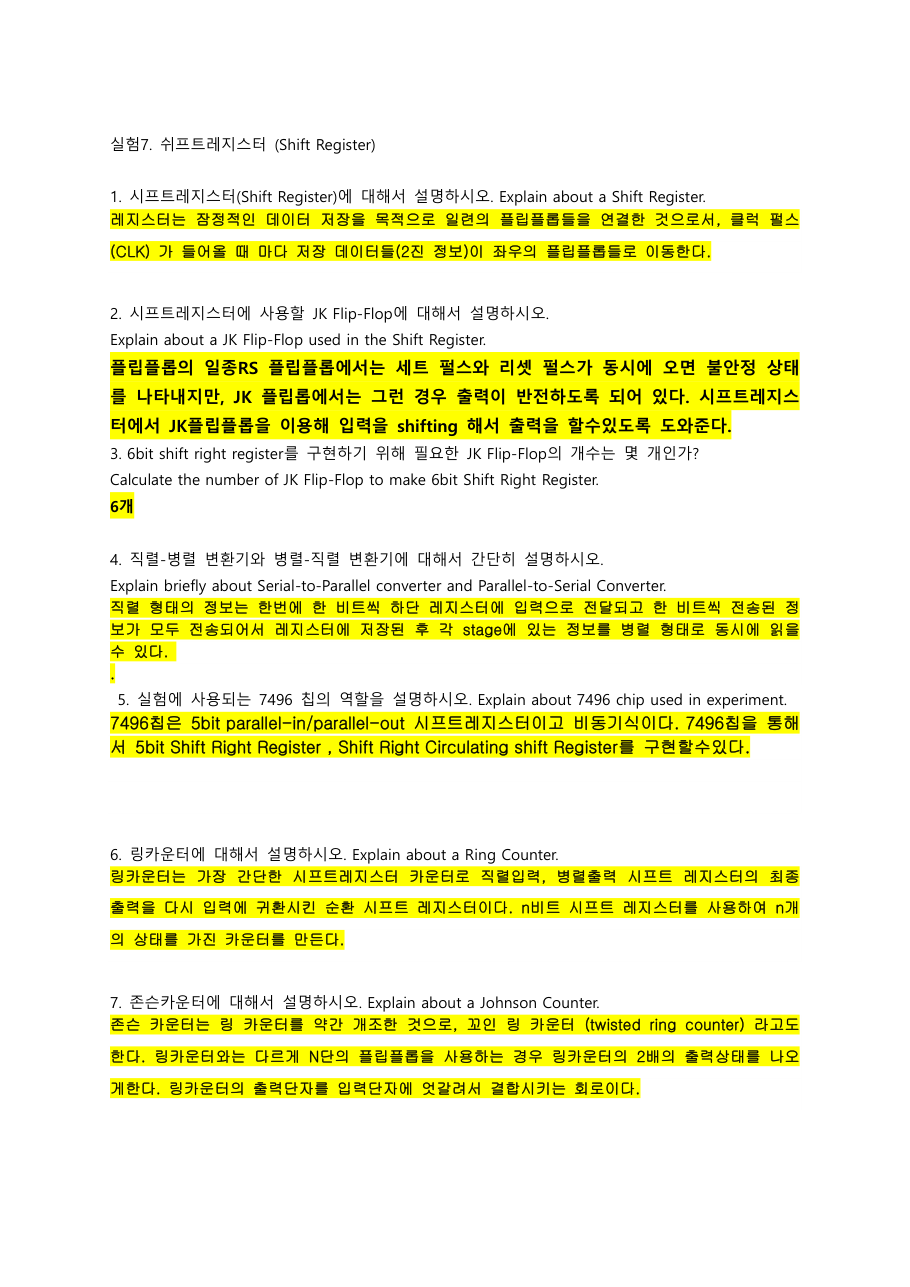 실험7. 쉬프트레지스터 (Shift Register)
1. 시프트레지스터(Shift Register)에 대해서 설명하시오. Explain about a Shift Register.
레지스터는 잠정적인 데이터 저장을 목적으로 일련의 플립플롭들을 연결한 것으로서, 클럭 펄스
(CLK) 가 들어올 때 마다 저장 데이터들(2진 정보)이 좌우의 플립플롭들로 이동한다.
2. 시프트레지스터에 사용할 JK Flip-Flop에 대해서 설명하시오.
Explain about a JK Flip-Flop used in the Shift Register.
플립플롭의 일종RS 플립플롭에서는 세트 펄스와 리셋 펄스가 동시에 오면 불안정 상태
를 나타내지만, JK 플립롭에서는 그런 경우 출력이 반전하도록 되어 있다. 시프트레지스
터에서 JK플립플롭을 이용해 입력을 shifting 해서 출력을 할수있도록 도와준다.
3. 6bit shift right register를 구현하기 위해 필요한 JK Flip-Flop의 개수는 몇 개인가?
Calculate the number of JK Flip-Flop to make 6bit Shift Right Register.
6개
4. 직렬-병렬 변환기와 병렬-직렬 변환기에 대해서 간단히 설명하시오.
Explain briefly about Serial-to-Parallel converter and Parallel-to-Serial Converter.
직렬 형태의 정보는 한번에 한 비트씩 하단 레지스터에 입력으로 전달되고 한 비트씩 전송된 정
보가 모두 전송되어서 레지스터에 저장된 후 각 stage에 있는 정보를 병렬 형태로 동시에 읽을
수 있다.
.
5. 실험에 사용되는 7496 칩의 역할을 설명하시오. Explain about 7496 chip used in experiment.
7496칩은 5bit parallel-in/parallel-out 시프트레지스터이고 비동기식이다. 7496칩을 통해
서 5bit Shift Right Register , Shift Right Circulating shift Register를 구현할수있다.
6. 링카운터에 대해서 설명하시오. Explain about a Ring Counter.
링카운터는 가장 간단한 시프트레지스터 카운터로 직렬입력, 병렬출력 시프트 레지스터의 최종
출력을 다시 입력에 귀환시킨 순환 시프트 레지스터이다. n비트 시프트 레지스터를 사용하여 n개
의 상태를 가진 카운터를 만든다.
7. 존슨카운터에 대해서 설명하시오. Explain about a Johnson Counter.
존슨 카운터는 링 카운터를 약간 개조한 것으로, 꼬인 링 카운터 (twisted ring counter) 라고도
한다. 링카운터와는 다르게 N단의 플립플롭을 사용하는 경우 링카운터의 2배의 출력상태를 나오
게한다. 링카운터의 출력단자를 입력단자에 엇갈려서 결합시키는 회로이다.